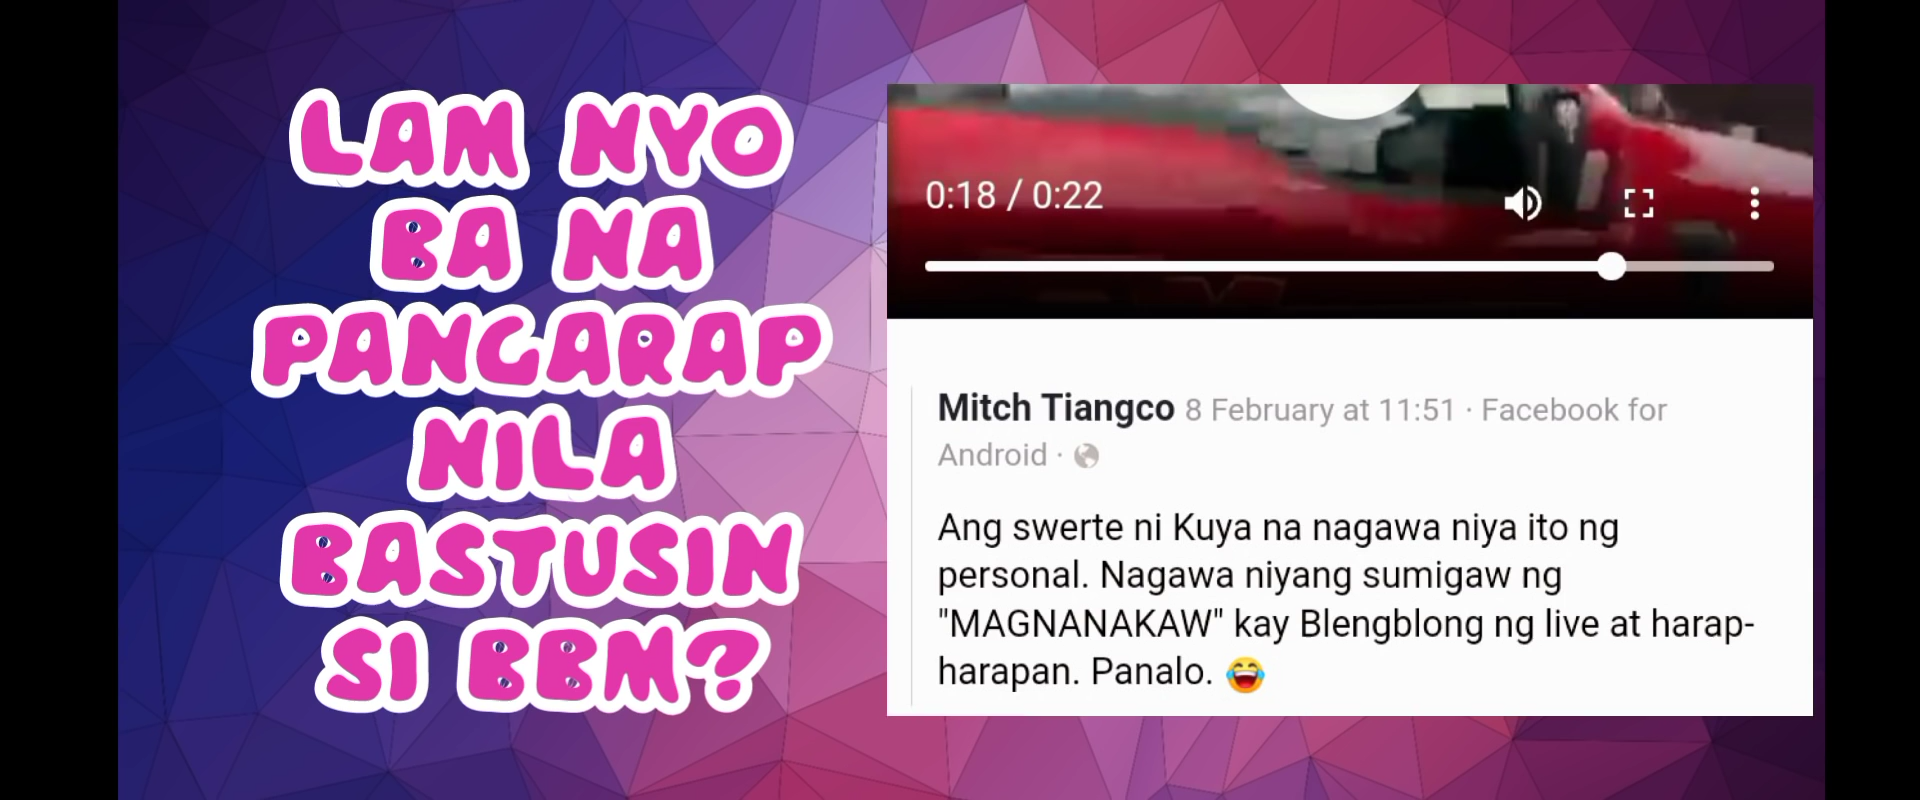 LAM NYO
BA NA
PANGARAP
NILA
BASTUSIN
SI BBM?
0:18 / 0:22
Mitch Tiangco 8 February at 11:51 · Facebook for
Android ·
Ang swerte ni Kuya na nagawa niya ito ng
personal. Nagawa niyang sumigaw ng
"MAGNANAKAW" kay Blengblong ng live at harap-
harapan. Panalo. 😂